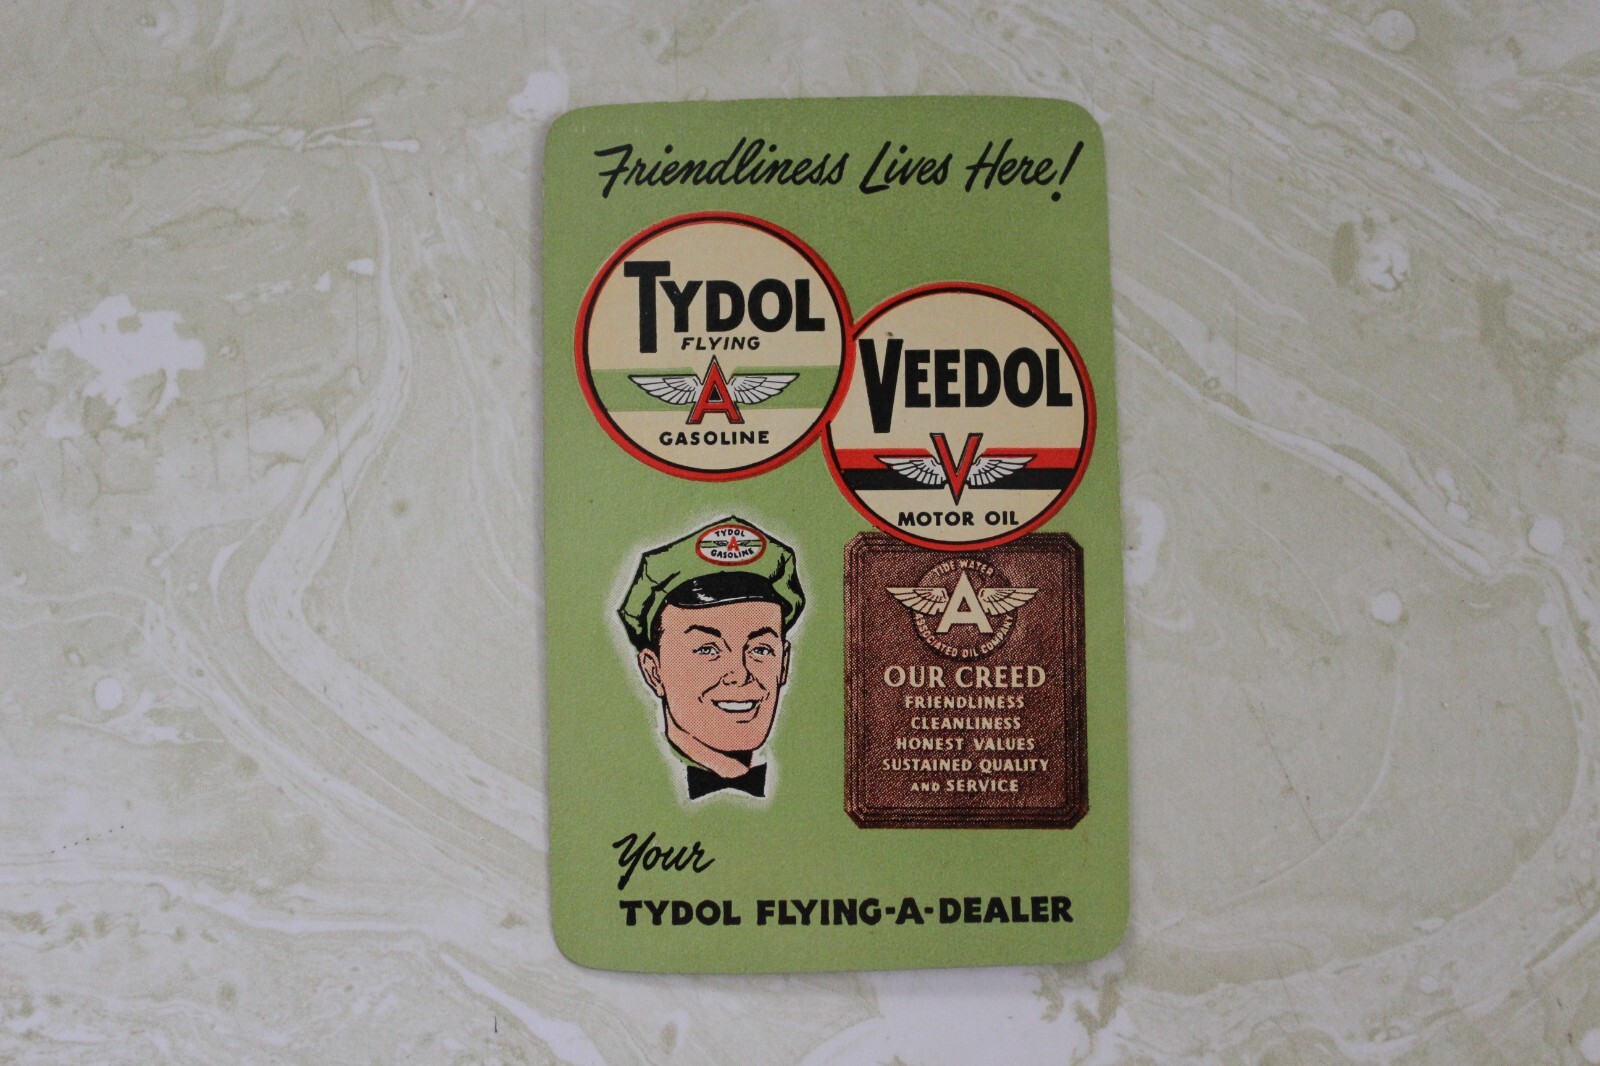 Friendliness Lives Here!
TYDOL
FLYING
A
GASOLINE
VEEDOL
V
MOTOR OIL
TYDOL
A
GASOLINE
TIDE WATER
A
ASSOCIATED OIL COMPANY
OUR CREED
FRIENDLINESS
CLEANLINESS
HONEST VALUES
SUSTAINED QUALITY
AND SERVICE
Your
TYDOL FLYING-A-DEALER